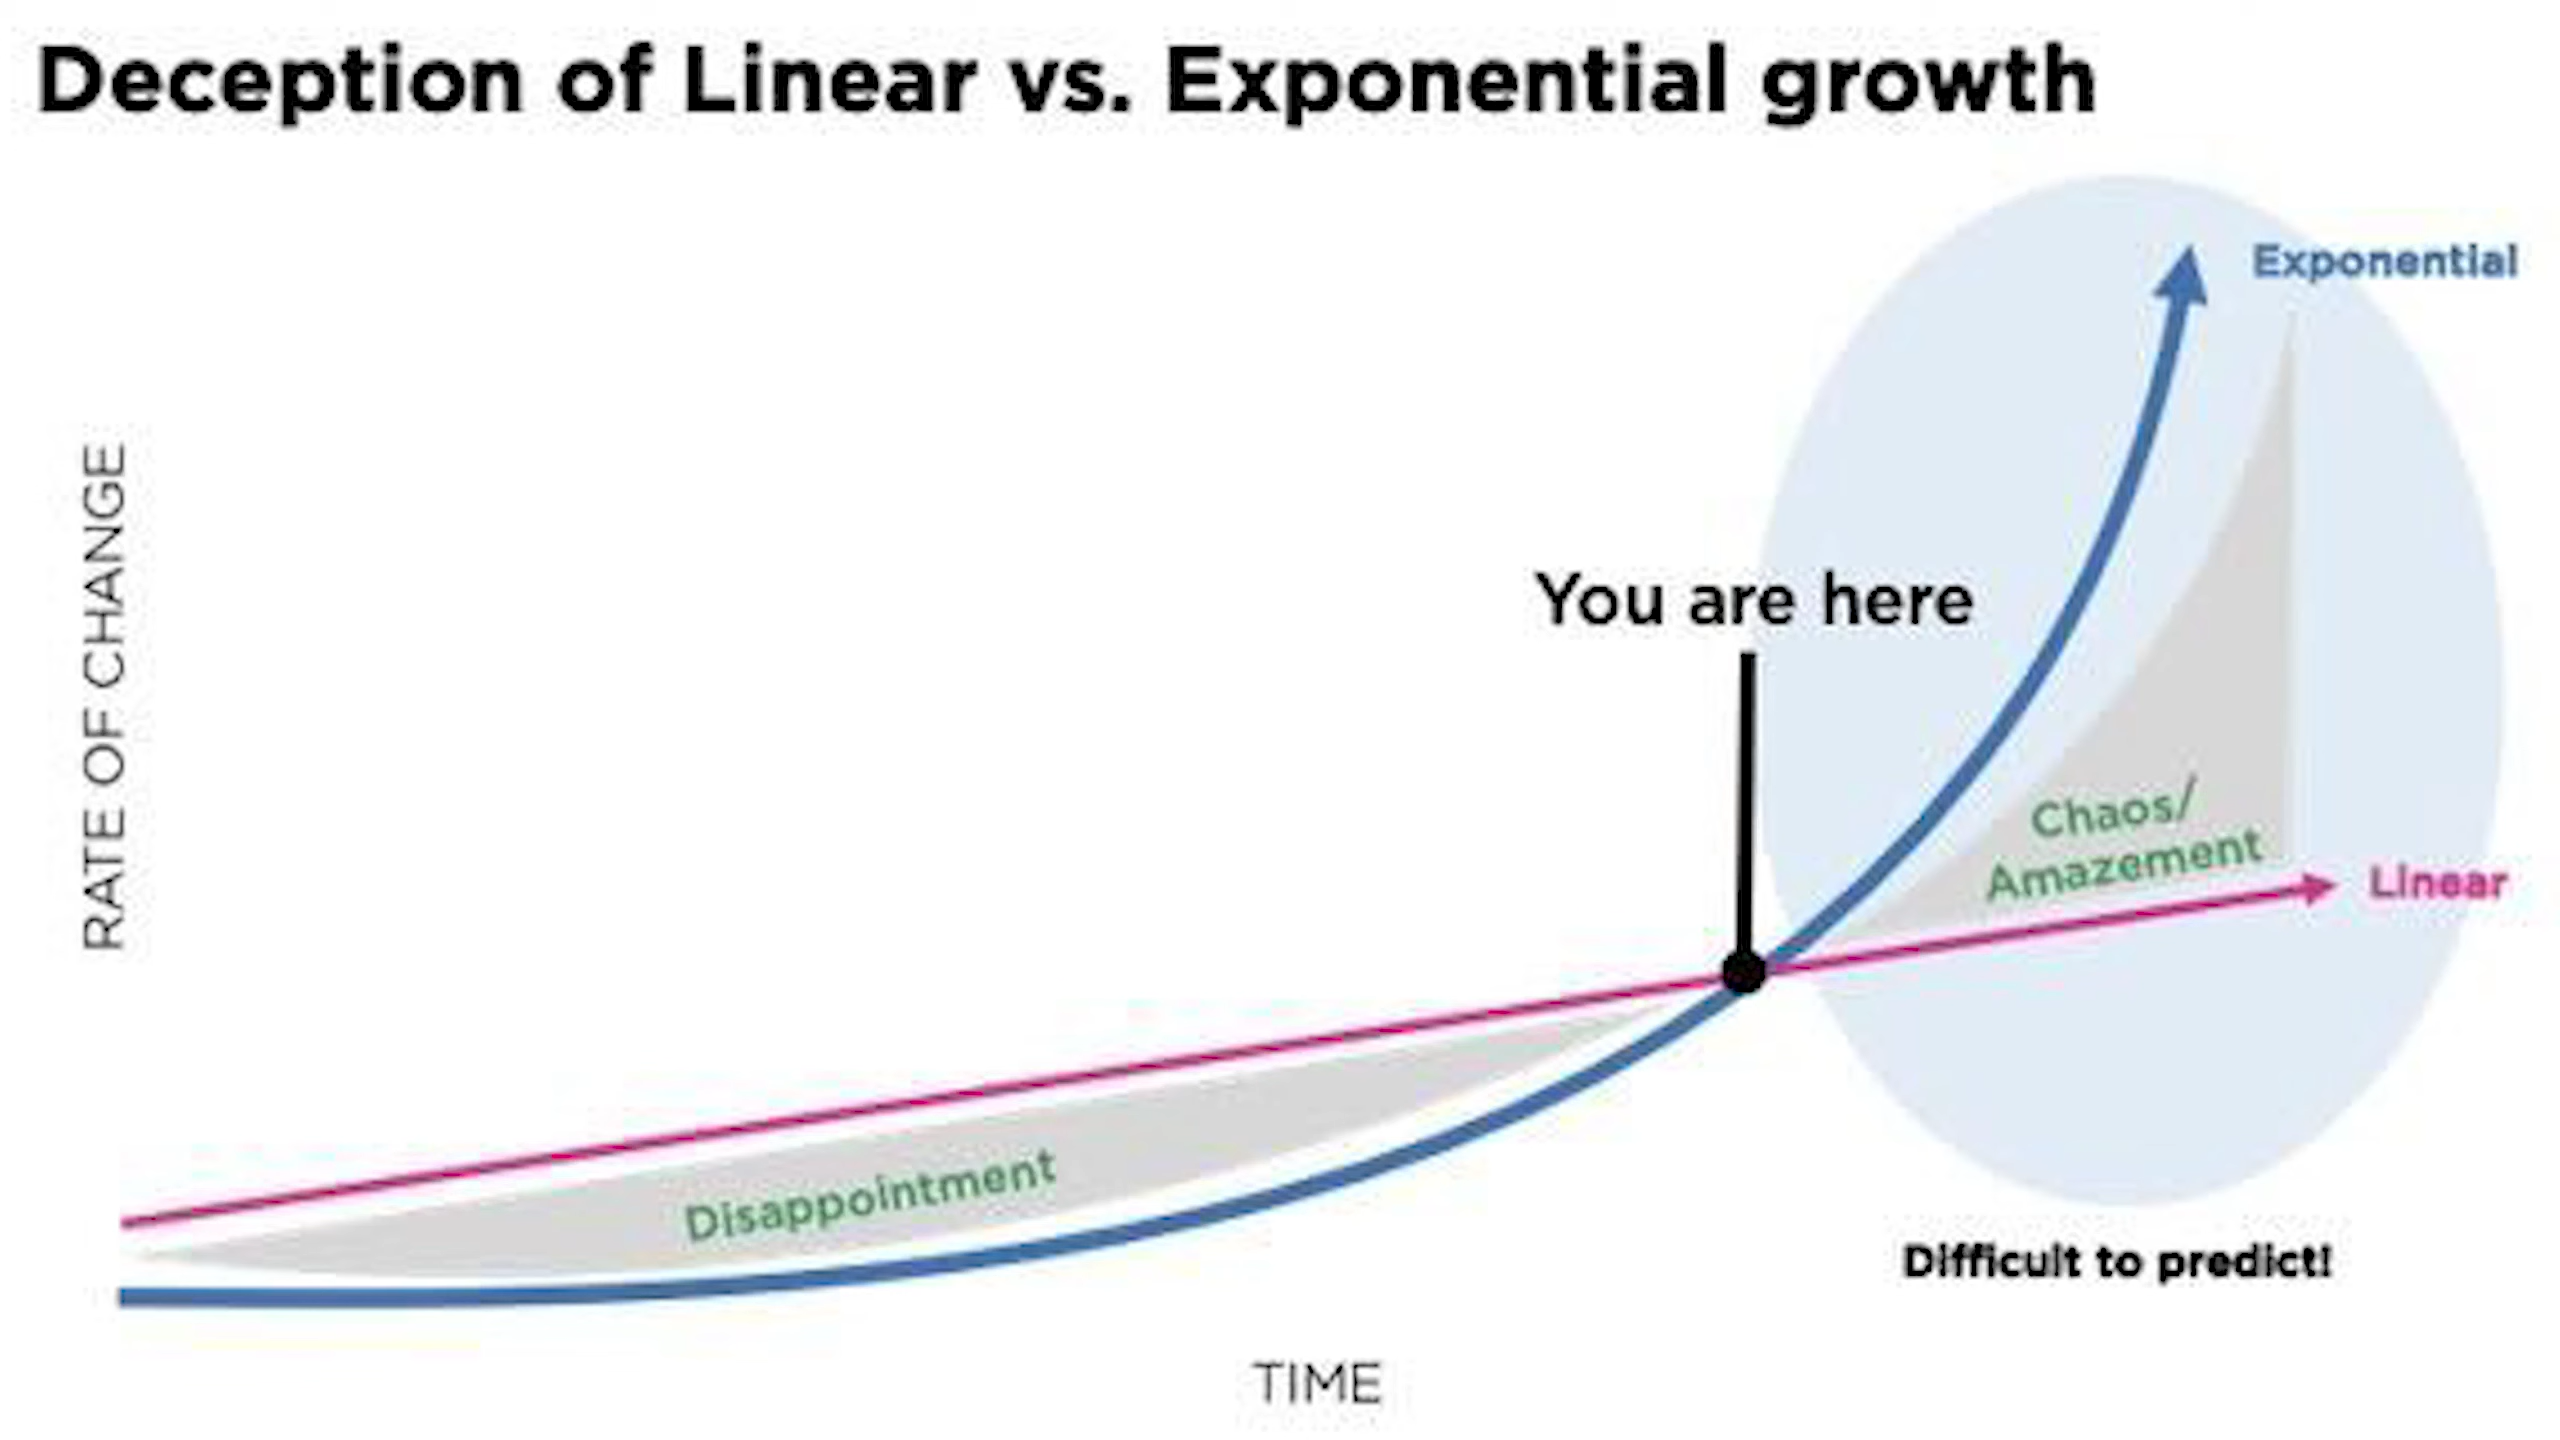 Deception of Linear vs. Exponential growth
Exponential
RATE OF CHANGE
You are here
Chaos/
Amazement
Linear
Disappointment
Difficult to predict!
TIME